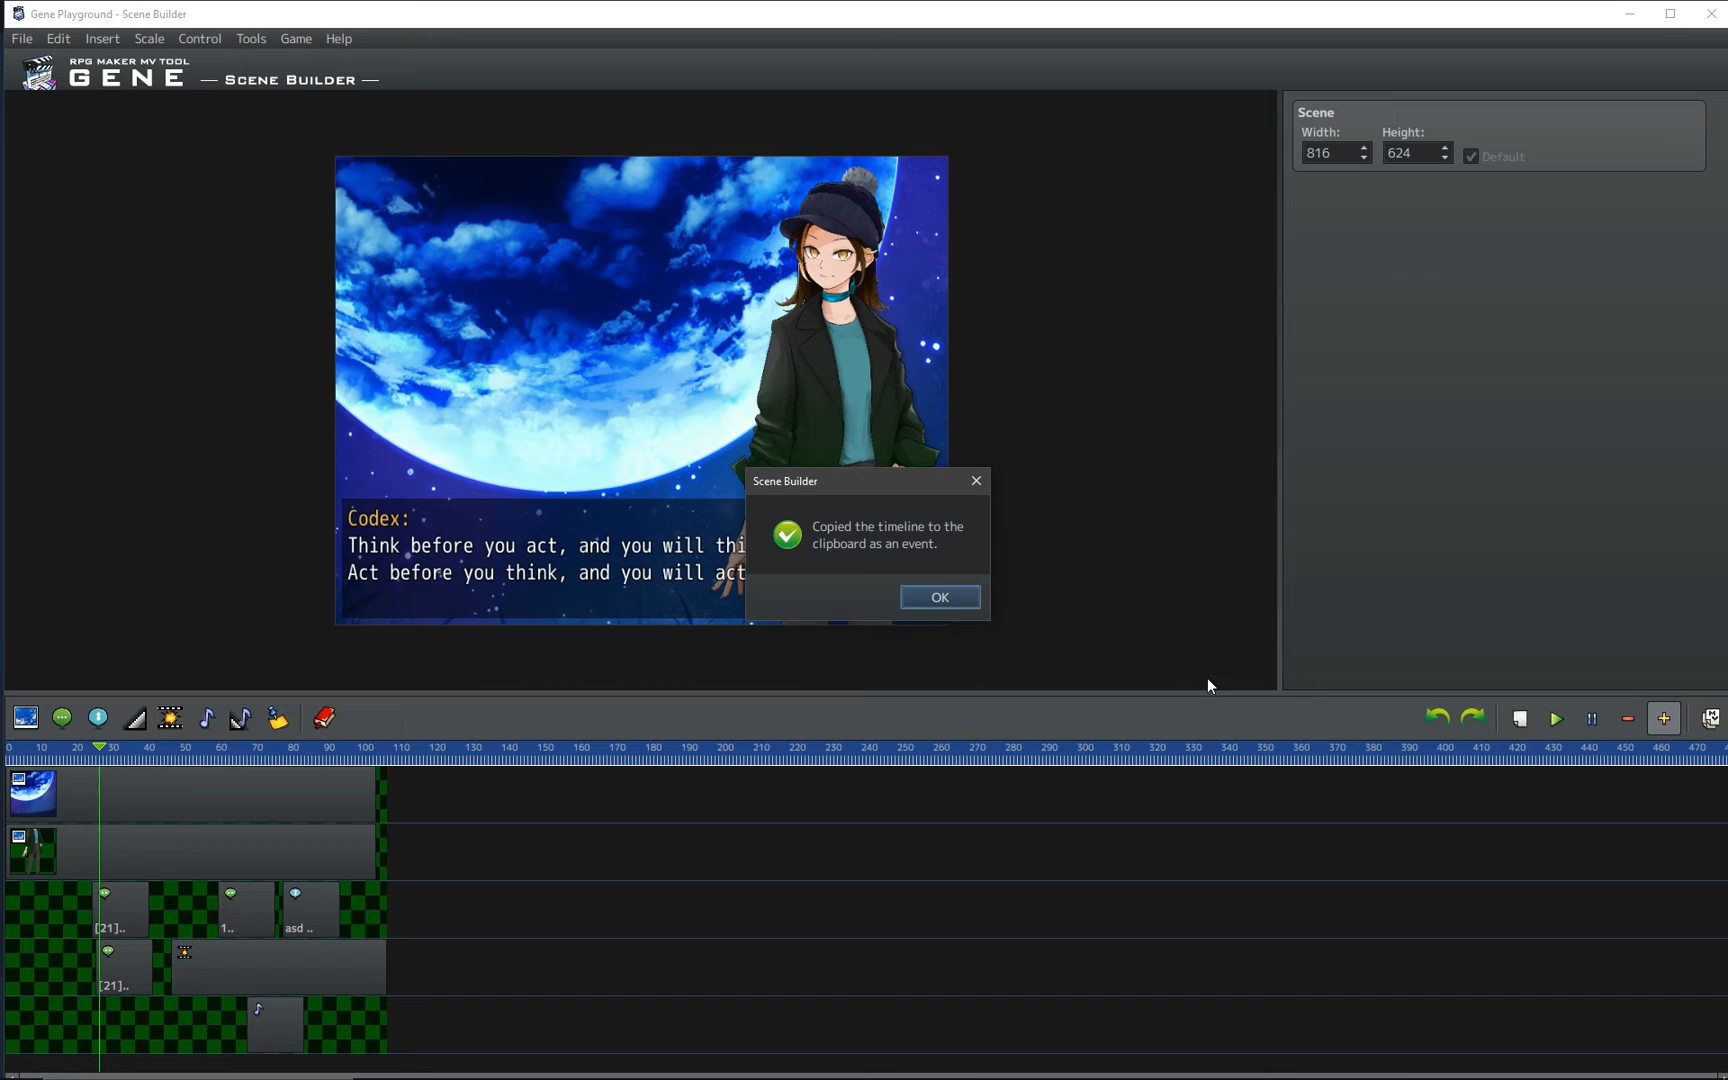 Gene Playground - Scene Builder
File Edit Insert Scale Control Tools Game Help
RPG MAKER MV TOOL
GENE — SCENE BUILDER —
Scene
Width: Height:
816 624 Default
Codex:
Think before you act, and you will thi
Act before you think, and you will act
Scene Builder
Copied the timeline to the
clipboard as an event.
OK
0 10 20 30 40 50 60 70 80 90 100 110 120 130 140 150 160 170 180 190 200 210 220 230 240 250 260 270 280 290 300 310 320 330 340 350 360 370 380 390 400 410 420 430 440 450 460 470
[21].. 1.. asd ..
[21]..